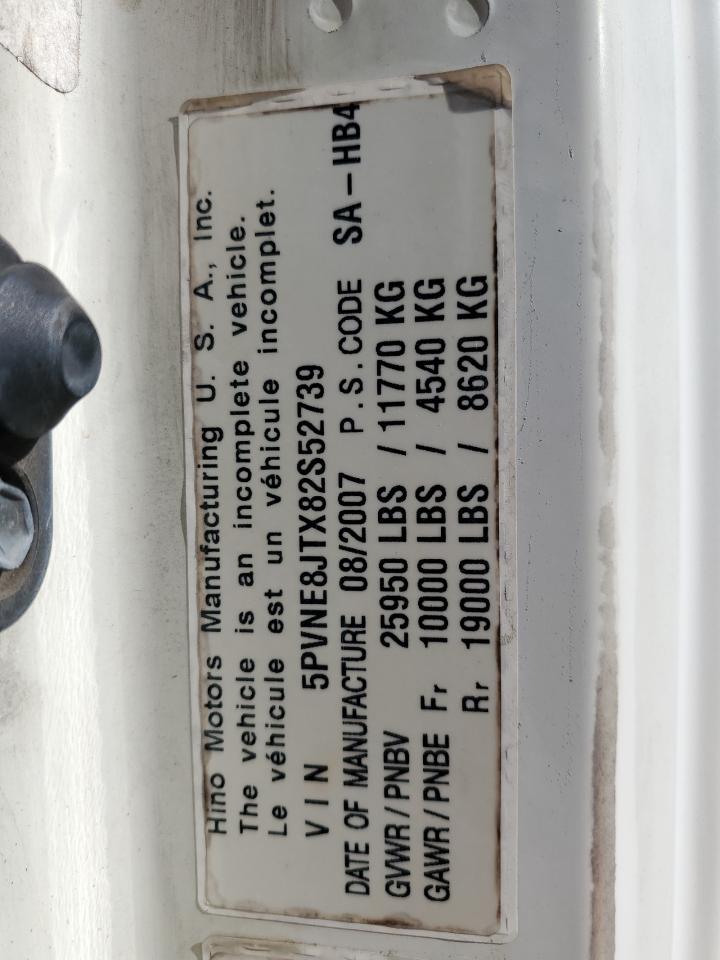 Hino Motors Manufacturing U. S. A., Inc.
The vehicle is an incomplete vehicle.
Le véhicule est un véhicule incomplet.
VIN 5PVNE8JTX82S52739
DATE OF MANUFACTURE 08/2007 P.S.CODE SA-HB4
GVWR/PNBV 25950 LBS / 11770 KG
GAWR/PNBE Fr 10000 LBS / 4540 KG
Rr 19000 LBS / 8620 KG